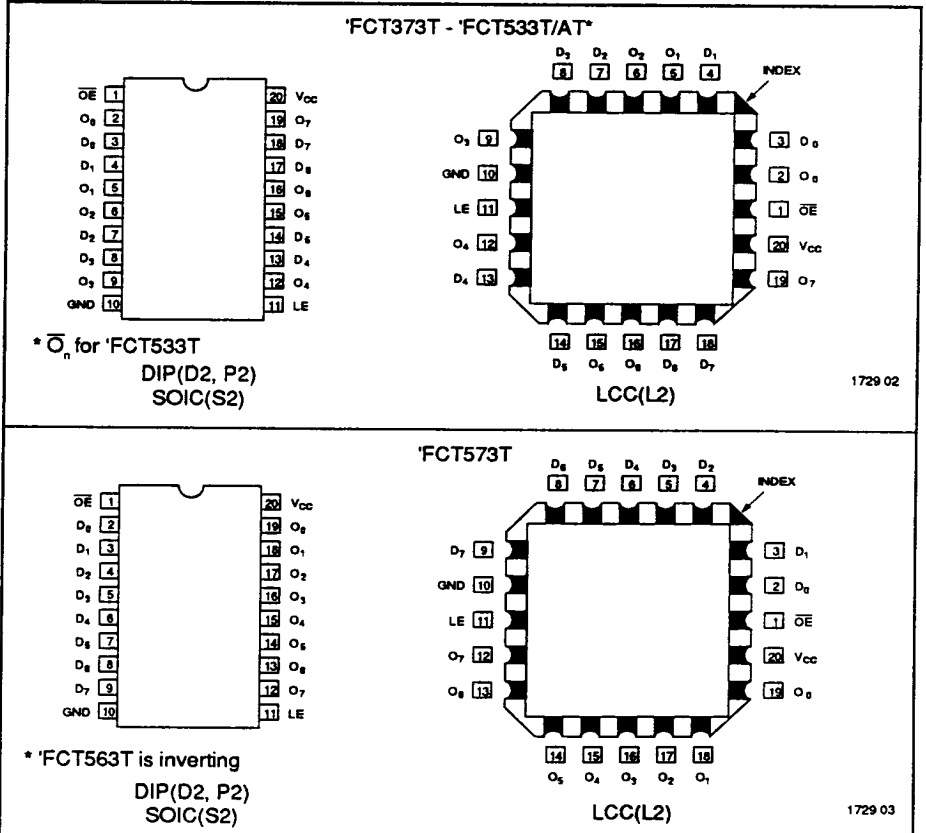 'FCT373T - 'FCT533T/AT*
OE 1
O0 2
D0 3
D1 4
O1 5
O2 6
D2 7
D3 8
O3 9
GND 10
20 VCC
19 O7
18 D7
17 D6
16 O6
15 O5
14 D5
13 D4
12 O4
11 LE
* On for 'FCT533T
DIP(D2, P2)
SOIC(S2)
D3 D2 O2 O1 D1
8 7 6 5 4
INDEX
O3 9
GND 10
LE 11
O4 12
D4 13
3 D0
2 O0
1 OE
20 VCC
19 O7
14 15 16 17 18
D5 O5 O6 D6 D7
LCC(L2)
1729 02
'FCT573T
OE 1
D0 2
D1 3
D2 4
D3 5
D4 6
D5 7
D6 8
D7 9
GND 10
20 VCC
19 O0
18 O1
17 O2
16 O3
15 O4
14 O5
13 O6
12 O7
11 LE
* 'FCT563T is inverting
DIP(D2, P2)
SOIC(S2)
D6 D5 D4 D3 D2
8 7 6 5 4
INDEX
D7 9
GND 10
LE 11
O7 12
O6 13
3 D1
2 D0
1 OE
20 VCC
19 O0
14 15 16 17 18
O5 O4 O3 O2 O1
LCC(L2)
1729 03